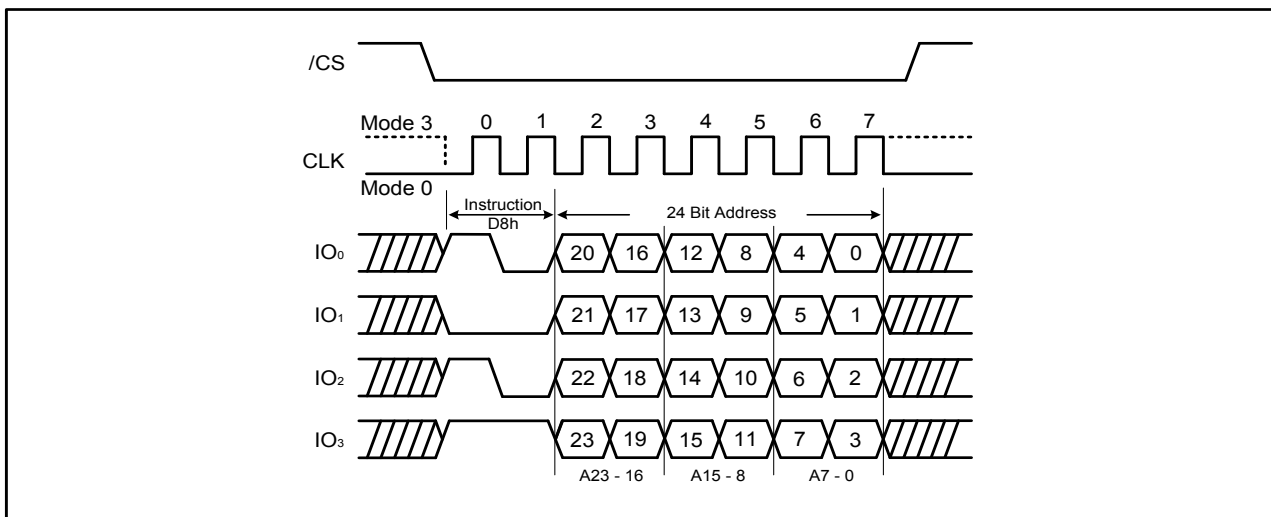 /CS
Mode 3 0 1 2 3 4 5 6 7
CLK
Mode 0
Instruction
D8h
24 Bit Address
IO₀ 20 16 12 8 4 0
IO₁ 21 17 13 9 5 1
IO₂ 22 18 14 10 6 2
IO₃ 23 19 15 11 7 3
A23 - 16 A15 - 8 A7 - 0